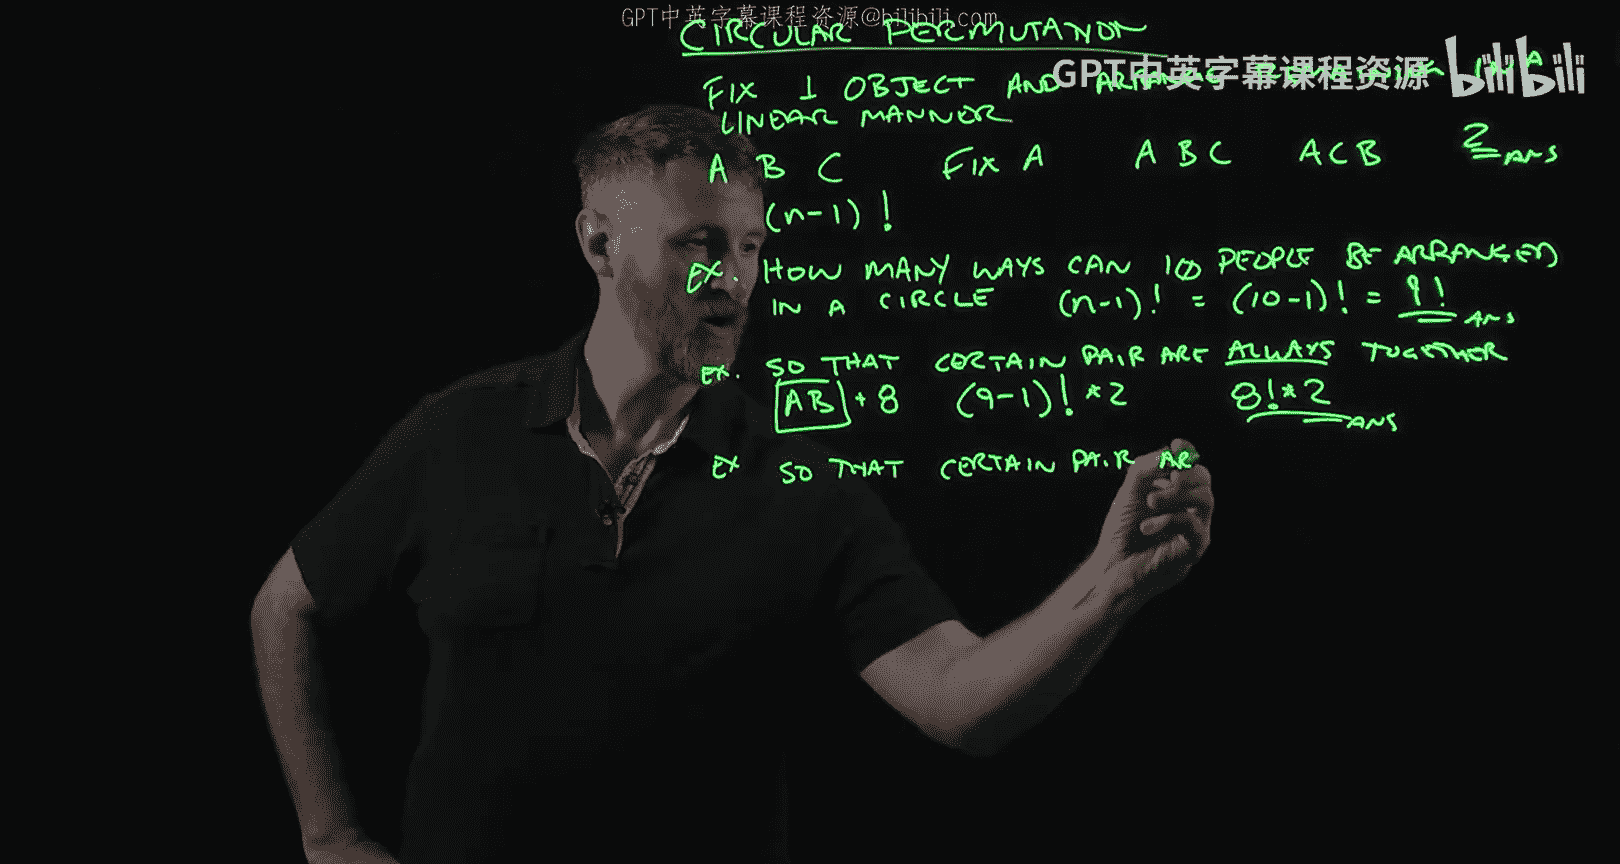 GPT中英字幕课程资源@bilibili.com
CIRCULAR PERMUTATION
GPT中英字幕课程资源 bilibili
FIX 1 OBJECT AND A
LINEAR MANNER
A B C FIX A A B C A C B 2 ANS
(n-1)!
EX. HOW MANY WAYS CAN 10 PEOPLE BE ARRANGED
IN A CIRCLE (n-1)! = (10-1)! = 9! ANS
EX. SO THAT CERTAIN PAIR ARE ALWAYS TOGETHER
AB + 8 (9-1)! * 2 8! * 2 ANS
EX SO THAT CERTAIN PAIR AR